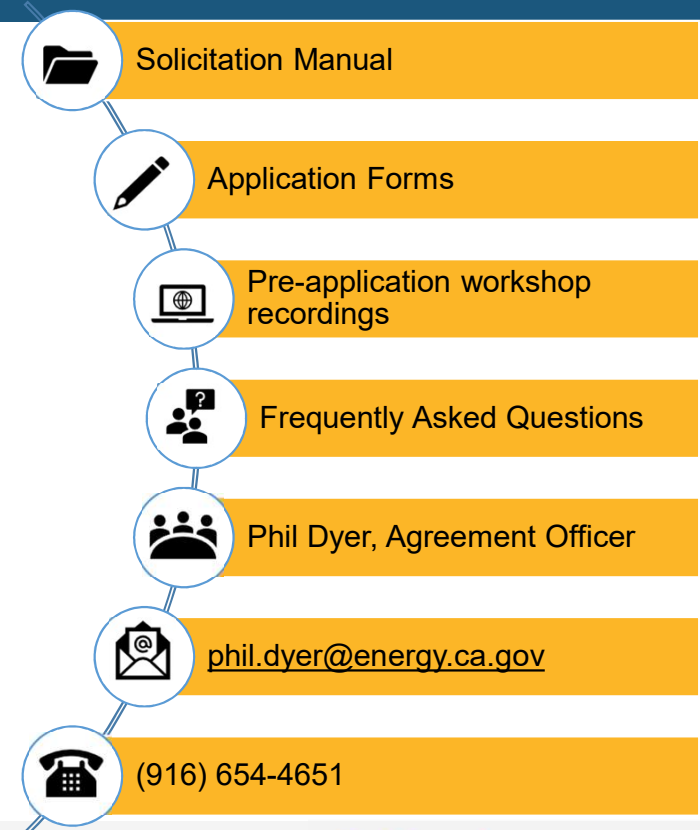 Solicitation Manual
Application Forms
Pre-application workshop
recordings
?
Frequently Asked Questions
Phil Dyer, Agreement Officer
@
phil.dyer@energy.ca.gov
(916) 654-4651